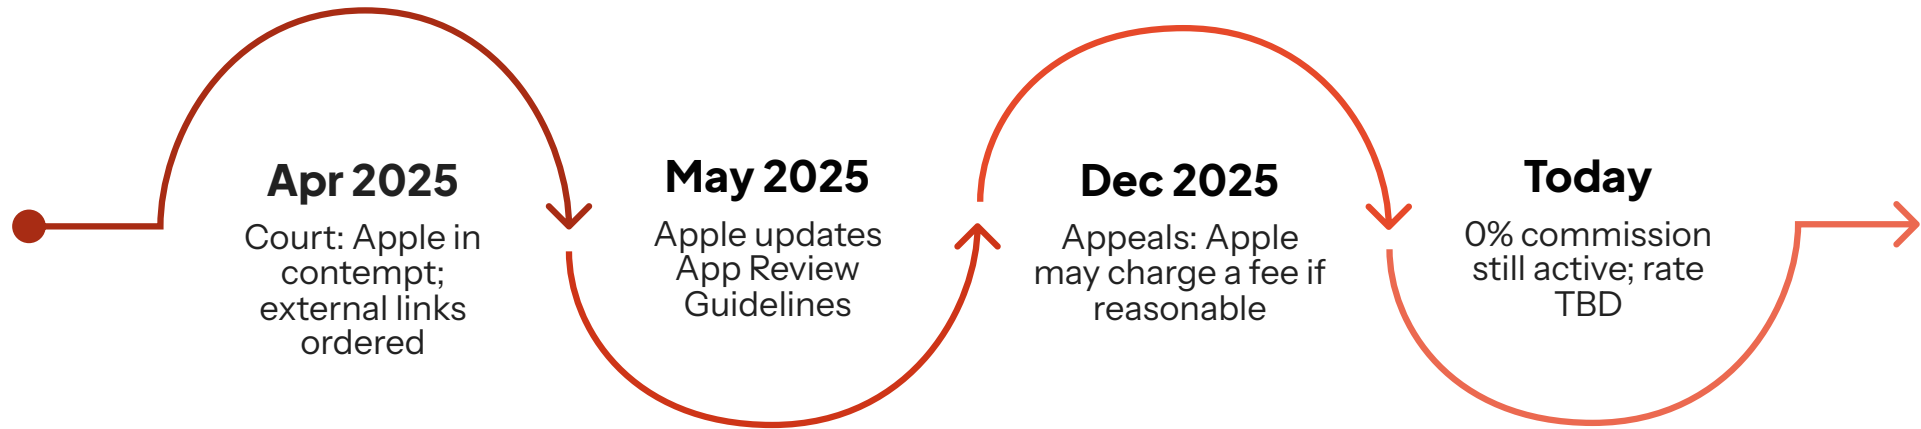 Apr 2025
Court: Apple in
contempt;
external links
ordered
May 2025
Apple updates
App Review
Guidelines
Dec 2025
Appeals: Apple
may charge a fee if
reasonable
Today
0% commission
still active; rate
TBD